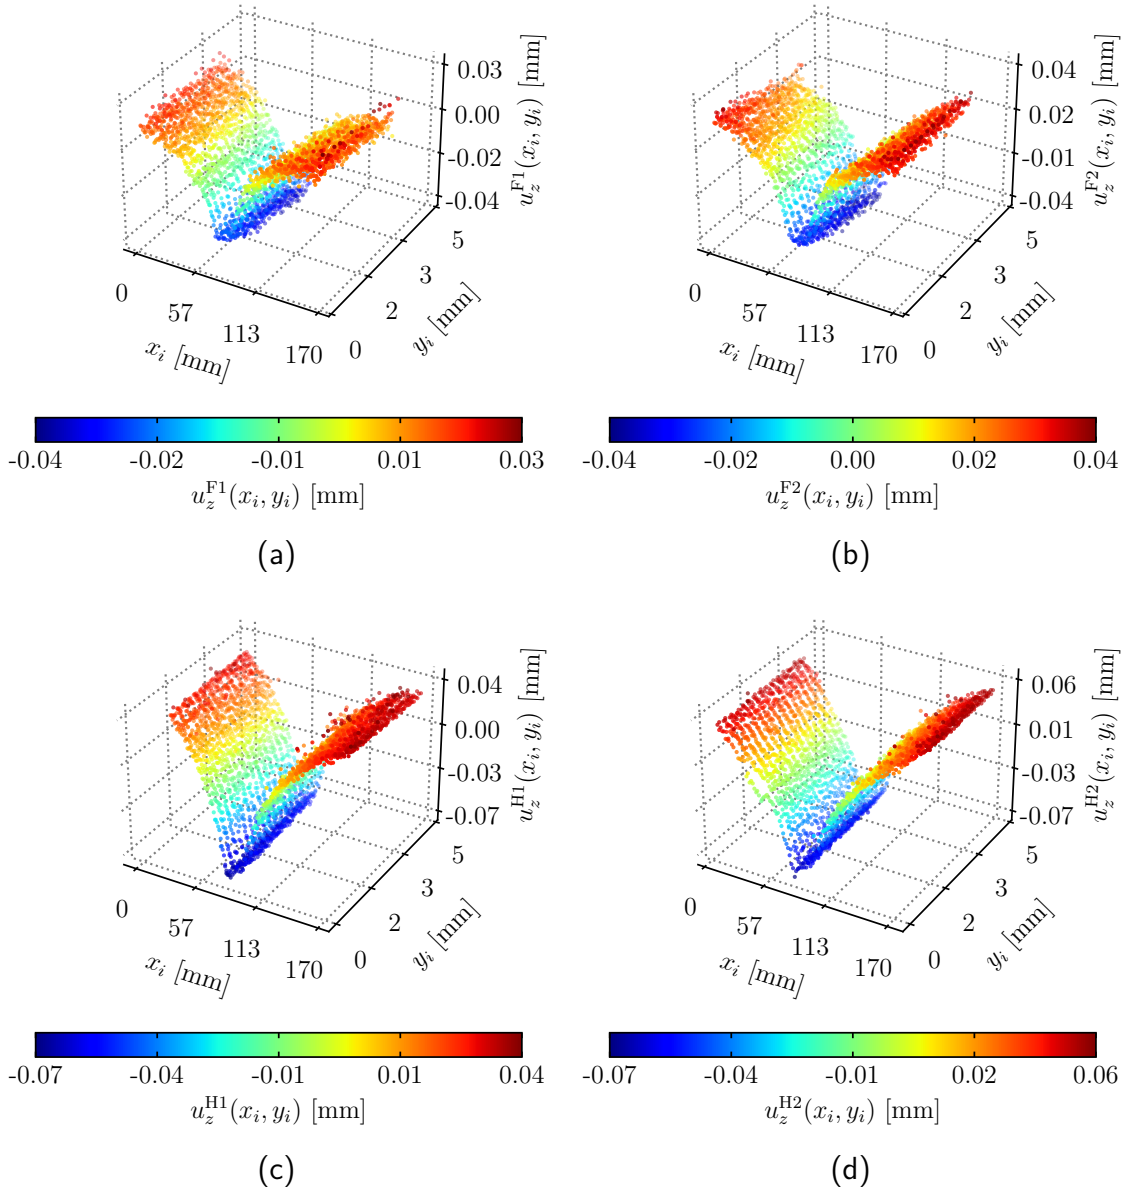 0.03
0.00
-0.02
-0.04
u_z^{F1}(x_i, y_i) [mm]
5
3
2
0
y_i [mm]
0
57
113
170
x_i [mm]
-0.04 -0.02 -0.01 0.01 0.03
u_z^{F1}(x_i, y_i) [mm]
(a)
0.04
0.02
-0.01
-0.04
u_z^{F2}(x_i, y_i) [mm]
5
3
2
0
y_i [mm]
0
57
113
170
x_i [mm]
-0.04 -0.02 0.00 0.02 0.04
u_z^{F2}(x_i, y_i) [mm]
(b)
0.04
0.00
-0.03
-0.07
u_z^{H1}(x_i, y_i) [mm]
5
3
2
0
y_i [mm]
0
57
113
170
x_i [mm]
-0.07 -0.04 -0.01 0.01 0.04
u_z^{H1}(x_i, y_i) [mm]
(c)
0.06
0.01
-0.03
-0.07
u_z^{H2}(x_i, y_i) [mm]
5
3
2
0
y_i [mm]
0
57
113
170
x_i [mm]
-0.07 -0.04 -0.01 0.02 0.06
u_z^{H2}(x_i, y_i) [mm]
(d)